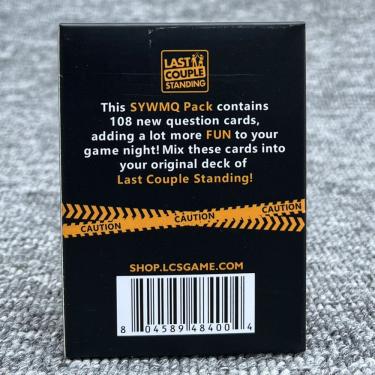 LAST
COUPLE
STANDING
This SYWMQ Pack contains
108 new question cards,
adding a lot more FUN to your
game night! Mix these cards into
your original deck of
Last Couple Standing!
CAUTION
CAUTION
CAUTION
CAUTION
CAUTION
SHOP.LCSGAME.COM
8 04589 48400 4